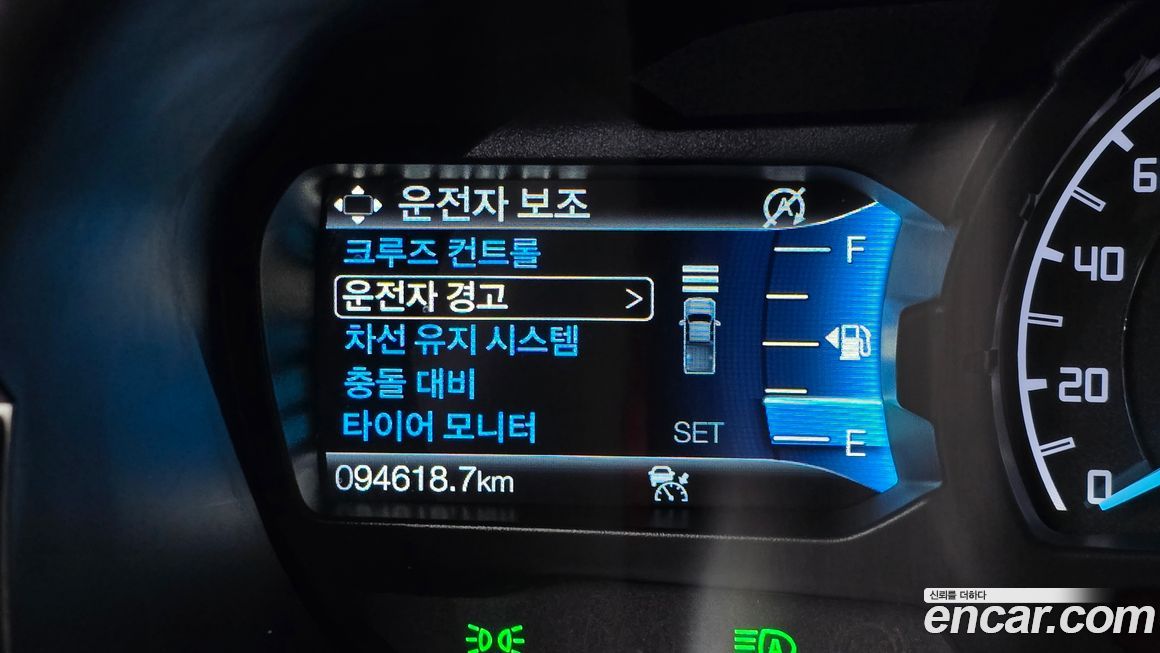 운전자 보조
크루즈 컨트롤
운전자 경고 >
차선 유지 시스템
충돌 대비
타이어 모니터
SET
094618.7km
F
E
6
40
20
0
A
신뢰를 더하다
encar.com